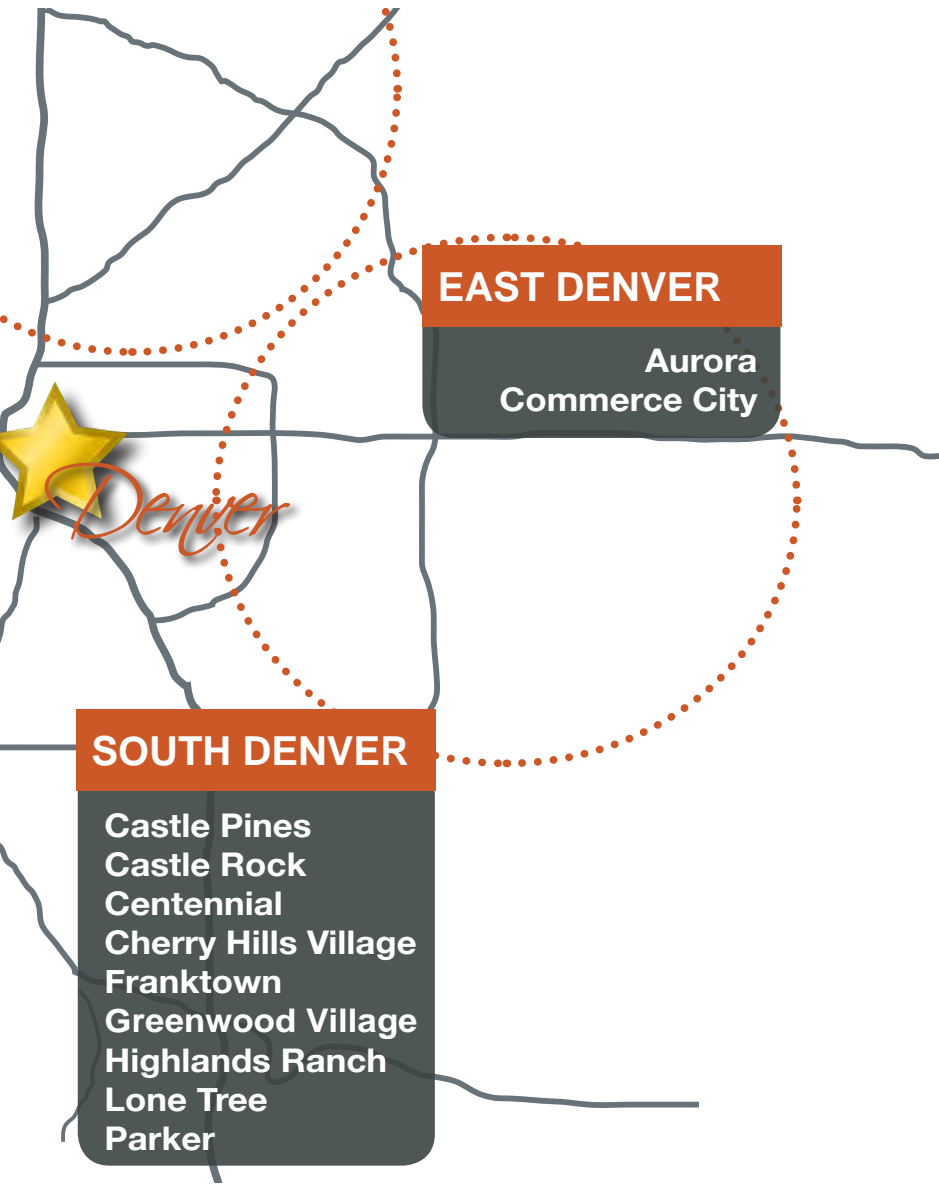 EAST DENVER
Aurora
Commerce City
Denver
SOUTH DENVER
Castle Pines
Castle Rock
Centennial
Cherry Hills Village
Franktown
Greenwood Village
Highlands Ranch
Lone Tree
Parker